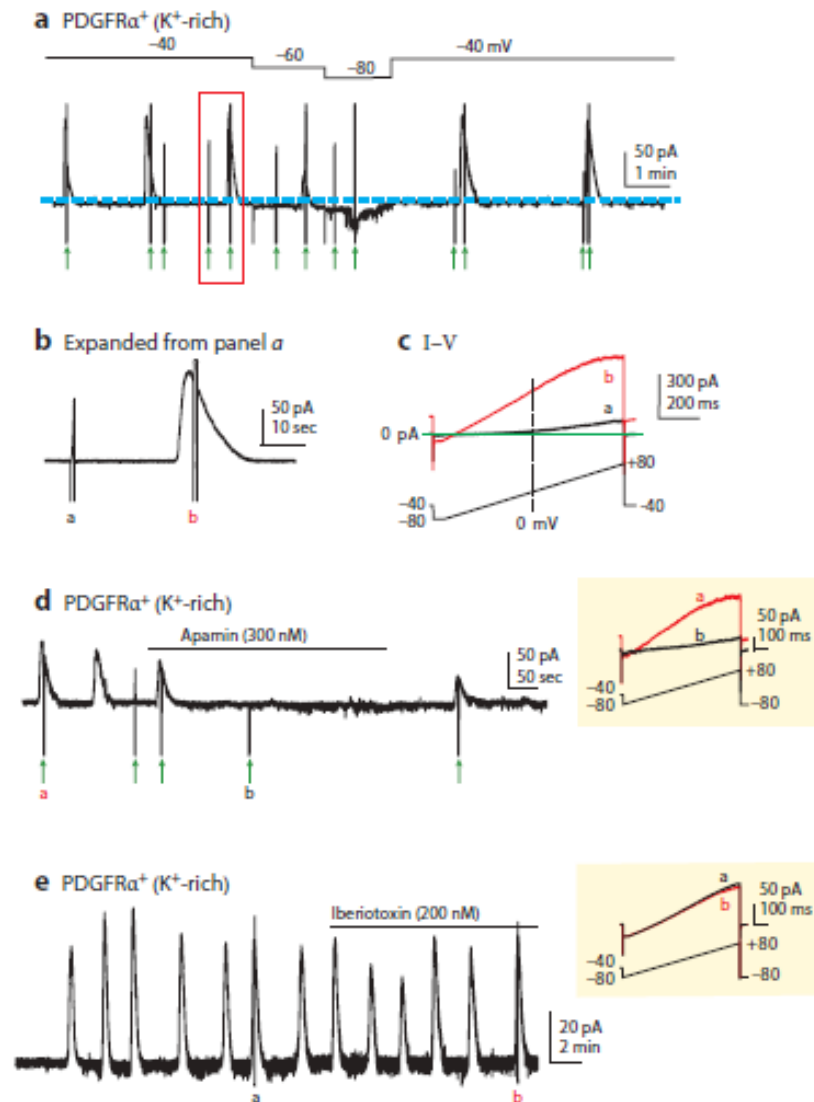 a PDGFRα⁺ (K⁺-rich)
−40
−60
−80
−40 mV
50 pA
1 min
b Expanded from panel a
50 pA
10 sec
a
b
c I–V
b
a
300 pA
200 ms
0 pA
+80
−40
−40
−80
0 mV
d PDGFRα⁺ (K⁺-rich)
Apamin (300 nM)
50 pA
50 sec
a
b
a
b
50 pA
100 ms
+80
−40
−80
−80
e PDGFRα⁺ (K⁺-rich)
Iberiotoxin (200 nM)
20 pA
2 min
a
b
a
b
50 pA
100 ms
+80
−40
−80
−80